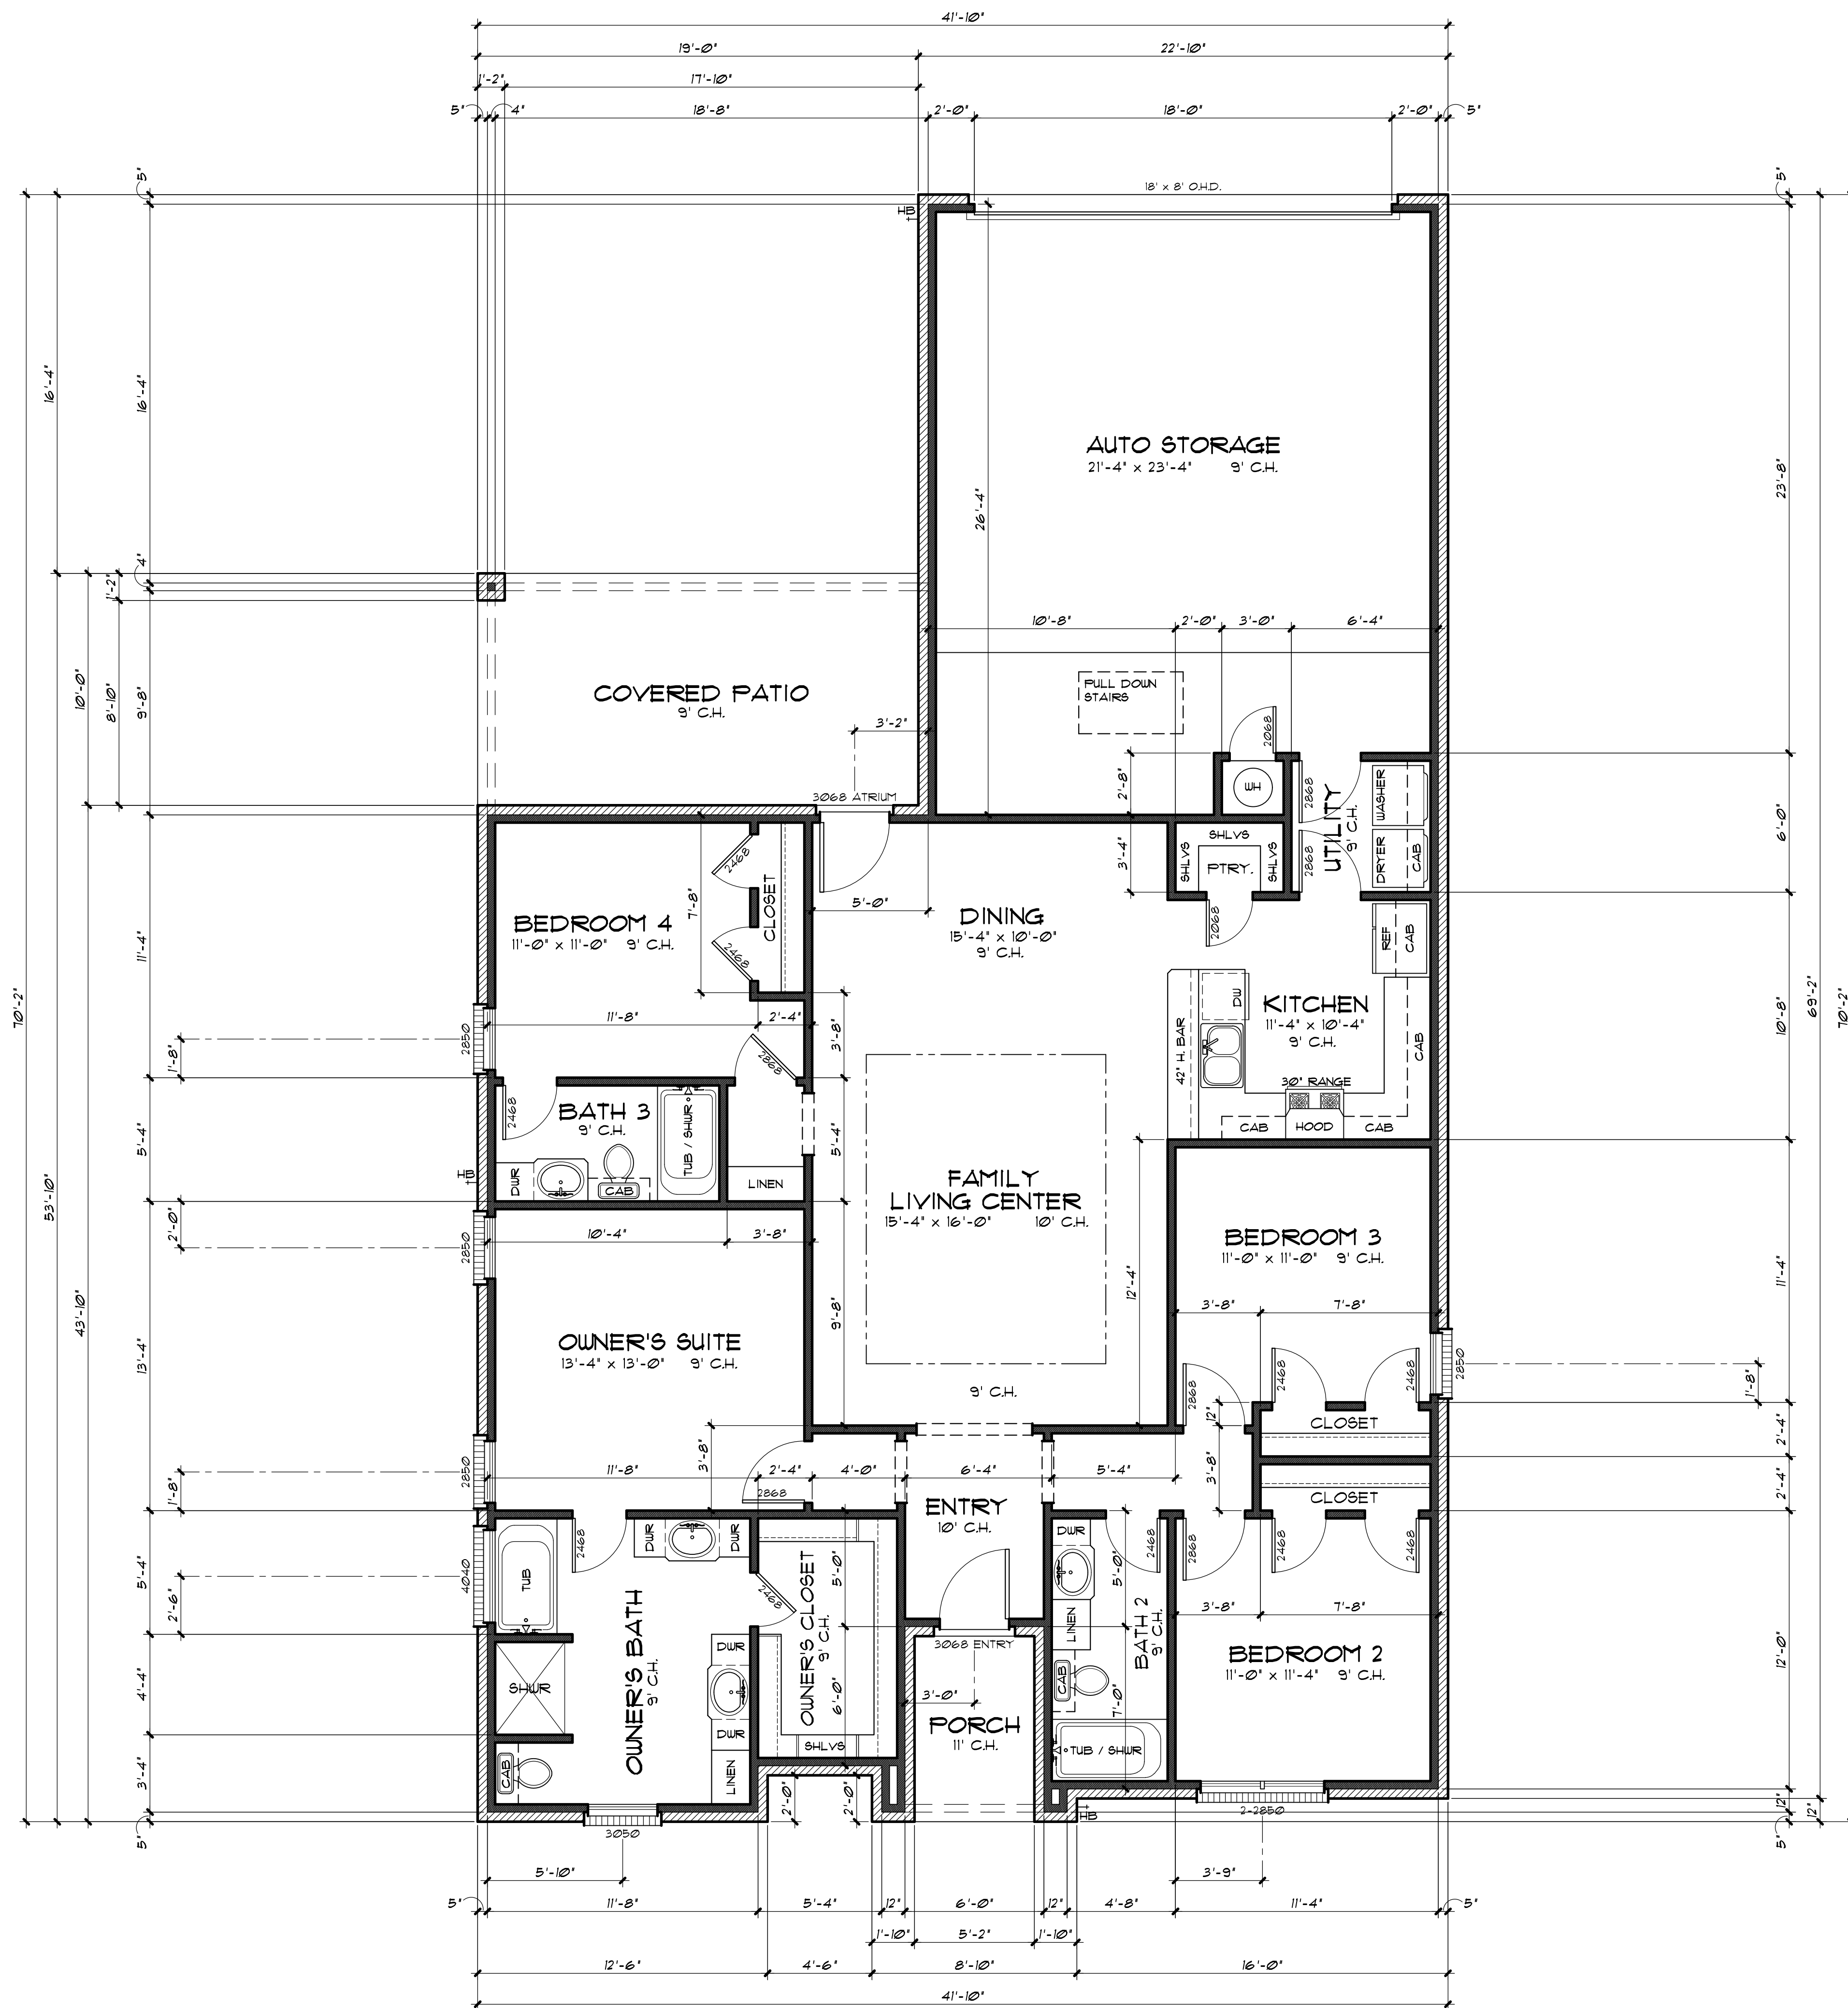 41'-10"
19'-0"
22'-10"
1'-2"
17'-10"
5"
4"
18'-8"
2'-0"
18'-0"
2'-0"
5"
5"
5"
18' x 8' O.H.D.
HB
16'-4"
16'-4"
AUTO STORAGE
21'-4" x 23'-4" 9' C.H.
23'-8"
26'-4"
4"
1'-2"
10'-8"
2'-0"
3'-0"
6'-4"
10'-0"
8'-10"
9'-8"
COVERED PATIO
9' C.H.
PULL DOWN
STAIRS
3'-2"
2068
2'-8"
WH
2868
UTILITY
9' C.H.
WASHER
3068 ATRIUM
6'-0"
SHLVS
SHLVS
SHLVS
PTRY.
2868
DRYER
CAB
3'-4"
2468
7'-8"
CLOSET
5'-0"
BEDROOM 4
11'-0" x 11'-0" 9' C.H.
DINING
15'-4" x 10'-0"
9' C.H.
2068
REF
CAB
11'-4"
2468
70'-2"
DW
KITCHEN
11'-4" x 10'-4"
9' C.H.
10'-8"
69'-2"
70'-2"
11'-8"
2'-4"
2850
1'-8"
3'-8"
2868
42" H. BAR
CAB
30" RANGE
CAB
HOOD
CAB
2468
BATH 3
9' C.H.
TUB / SHWR
5'-4"
5'-4"
HB
DWR
CAB
LINEN
53'-10"
FAMILY
LIVING CENTER
15'-4" x 16'-0" 10' C.H.
2'-0"
2850
10'-4"
3'-8"
BEDROOM 3
11'-0" x 11'-0" 9' C.H.
11'-4"
12'-4"
3'-8"
7'-8"
43'-10"
9'-8"
OWNER'S SUITE
13'-4" x 13'-0" 9' C.H.
13'-4"
9' C.H.
2850
1'-8"
2868
2468
2468
12"
CLOSET
2'-4"
3'-8"
3'-8"
2850
1'-8"
11'-8"
2'-4"
4'-0"
6'-4"
5'-4"
2868
CLOSET
2'-4"
ENTRY
10' C.H.
DWR
DWR
2468
DWR
2468
2868
2468
2468
4040
TUB
5'-4"
2'-6"
2468
OWNER'S CLOSET
9' C.H.
5'-0"
5'-0"
3'-8"
7'-8"
OWNER'S BATH
9' C.H.
LINEN
BATH 2
9' C.H.
3068 ENTRY
DWR
BEDROOM 2
11'-0" x 11'-4" 9' C.H.
12'-0"
SHWR
4'-4"
6'-0"
3'-0"
CAB
7'-0"
DWR
PORCH
11' C.H.
SHLVS
TUB / SHWR
CAB
LINEN
3'-4"
2'-0"
2'-0"
HB
2-2850
12"
12"
3050
5"
5"
5'-10"
3'-9"
5"
11'-8"
5'-4"
12"
6'-0"
12"
4'-8"
11'-4"
5"
1'-10"
5'-2"
1'-10"
12'-6"
4'-6"
8'-10"
16'-0"
41'-10"